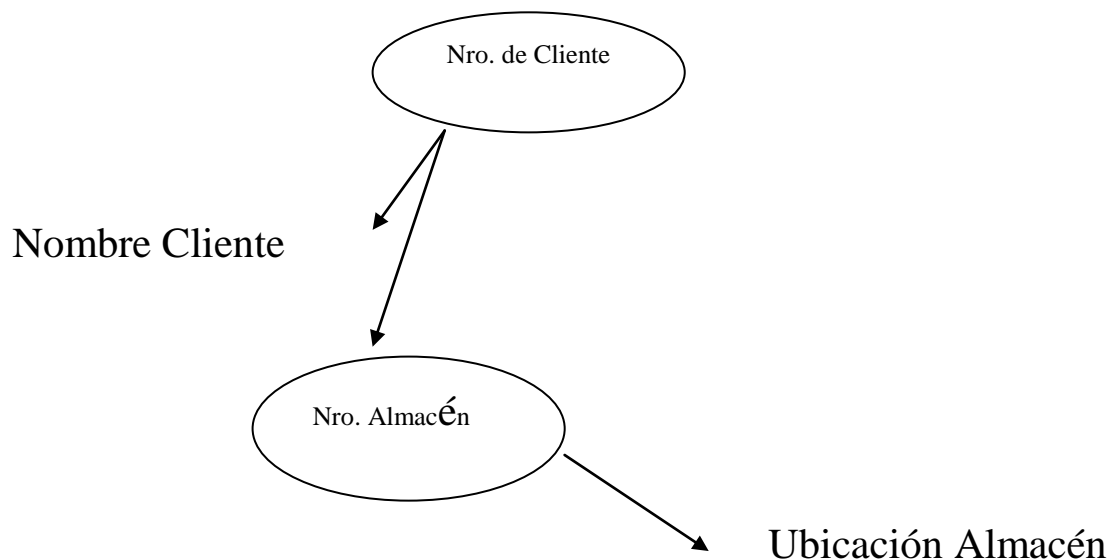 Nro. de Cliente
Nombre Cliente
Nro. Almacén
Ubicación Almacén